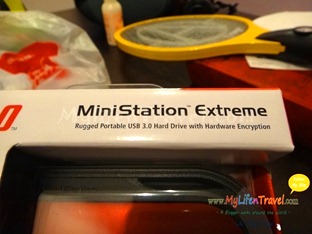 MiniStation™ Extreme
Rugged Portable USB 3.0 Hard Drive with Hardware Encryption
www.MyLifenTravel.com